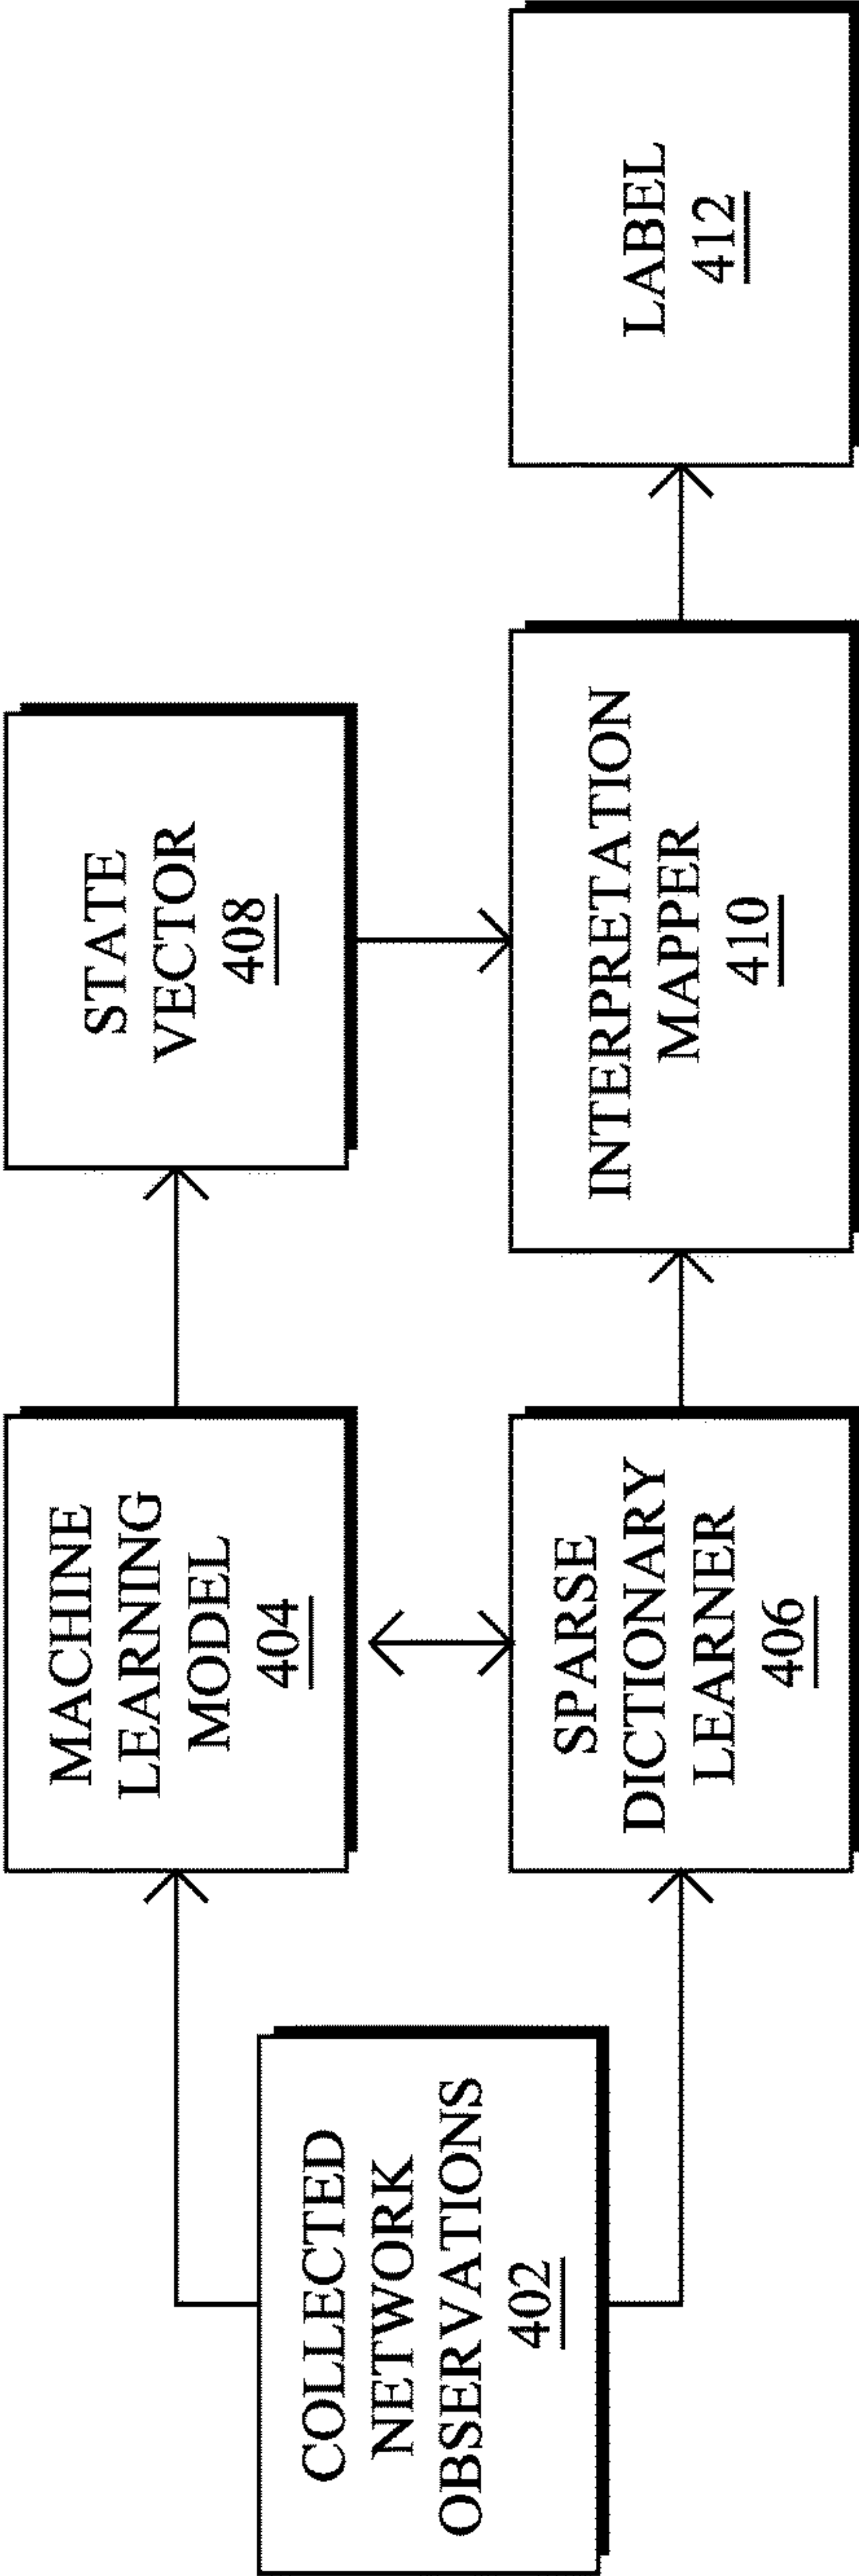 COLLECTED
NETWORK
OBSERVATIONS
402
MACHINE
LEARNING
MODEL
404
SPARSE
DICTIONARY
LEARNER
406
STATE
VECTOR
408
INTERPRETATION
MAPPER
410
LABEL
412